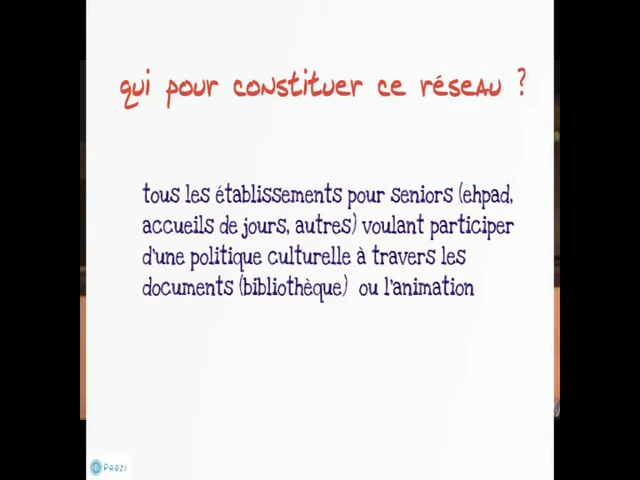 qui pour constituer ce réseau ?
tous les établissements pour seniors (ehpad,
accueils de jours, autres) voulant participer
d'une politique culturelle à travers les
documents (bibliothèque) ou l'animation